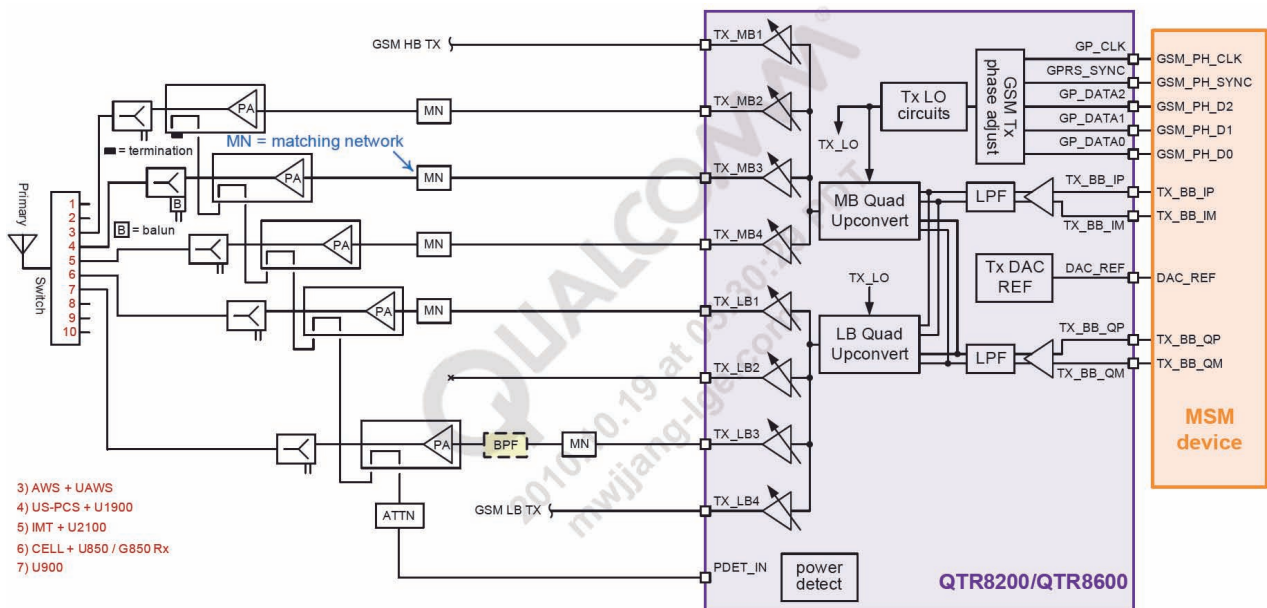 GSM HB TX
TX_MB1
GP_CLK
GSM_PH_CLK
GPRS_SYNC
GSM_PH_SYNC
GP_DATA2
GSM_PH_D2
GP_DATA1
GSM_PH_D1
GP_DATA0
GSM_PH_D0
GSM Tx
phase adjust
Tx LO
circuits
TX_LO
PA
MN
TX_MB2
= termination
MN = matching network
PA
MN
TX_MB3
MB Quad
Upconvert
LPF
TX_BB_IP
TX_BB_IP
TX_BB_IM
TX_BB_IM
B
B = balun
Primary
Switch
1
2
3
4
5
6
7
8
9
10
PA
MN
TX_MB4
Tx DAC
REF
DAC_REF
DAC_REF
TX_LO
PA
MN
TX_LB1
LB Quad
Upconvert
LPF
TX_BB_QP
TX_BB_QP
TX_BB_QM
TX_BB_QM
TX_LB2
MSM
device
PA
BPF
MN
TX_LB3
GSM LB TX
TX_LB4
ATTN
PDET_IN
power
detect
QTR8200/QTR8600
3) AWS + UAWS
4) US-PCS + U1900
5) IMT + U2100
6) CELL + U850 / G850 Rx
7) U900
QUALCOMM®